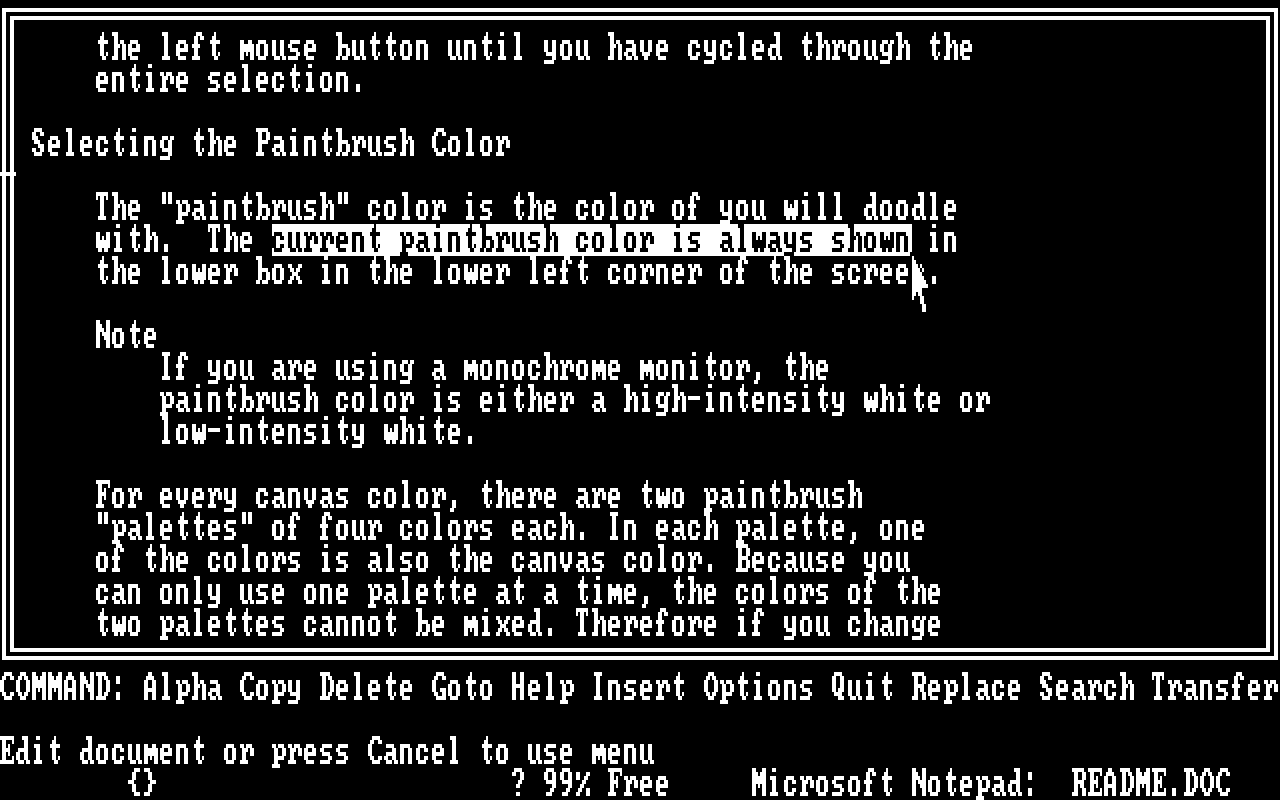 the left mouse button until you have cycled through the
entire selection.
Selecting the Paintbrush Color
The "paintbrush" color is the color of you will doodle
with.  The current paintbrush color is always shown in
the lower box in the lower left corner of the screen.
Note
If you are using a monochrome monitor, the
paintbrush color is either a high-intensity white or
low-intensity white.
For every canvas color, there are two paintbrush
"palettes" of four colors each. In each palette, one
of the colors is also the canvas color. Because you
can only use one palette at a time, the colors of the
two palettes cannot be mixed. Therefore if you change
COMMAND: Alpha Copy Delete Goto Help Insert Options Quit Replace Search Transfer
Edit document or press Cancel to use menu
{} ? 99% Free Microsoft Notepad: README.DOC